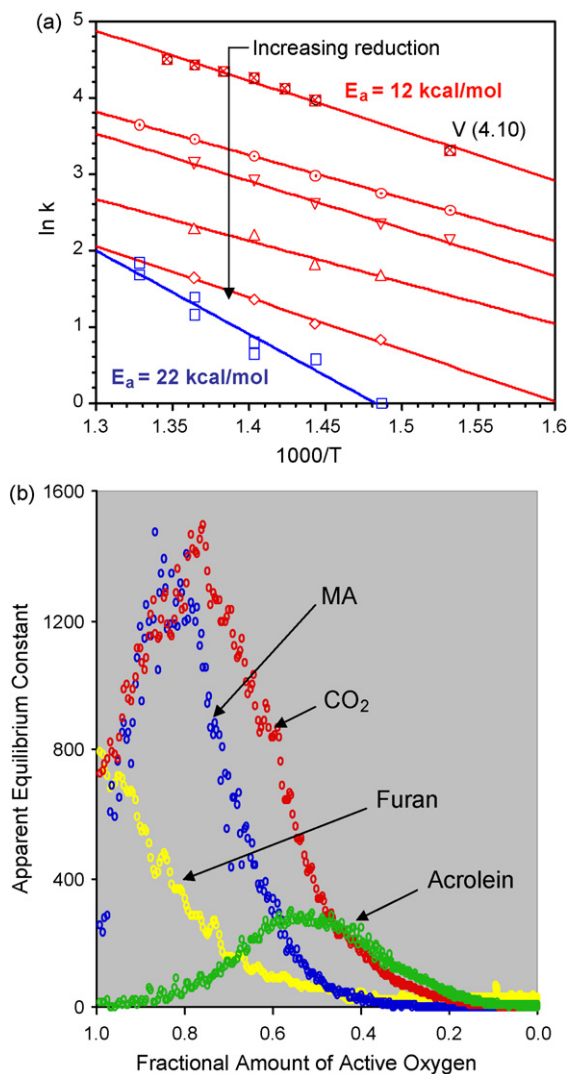 (a)
5
4
3
2
1
0
ln k
Increasing reduction
Eₐ = 12 kcal/mol
V (4.10)
Eₐ = 22 kcal/mol
1.3 1.35 1.4 1.45 1.5 1.55 1.6
1000/T
(b)
1600
1200
800
400
0
Apparent Equilibrium Constant
MA
CO₂
Furan
Acrolein
1.0 0.8 0.6 0.4 0.2 0.0
Fractional Amount of Active Oxygen